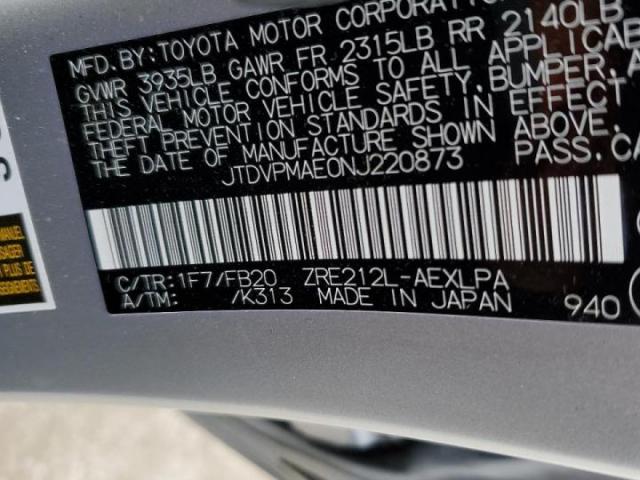 MFD. BY: TOYOTA MOTOR CORPORATION
GVWR 3935LB GAWR FR 2315LB RR 2140LB
THIS VEHICLE CONFORMS TO ALL APPLICAB
FEDERAL MOTOR VEHICLE SAFETY, BUMPER, A
THEFT PREVENTION STANDARDS IN EFFECT
THE DATE OF MANUFACTURE SHOWN ABOVE.
JTDVPMAE0NJ220873 PASS. CA
C/TR: 1F7/FB20 ZRE212L-AEXLPA
A/TM: /K313 MADE IN JAPAN 940
PLUS DE